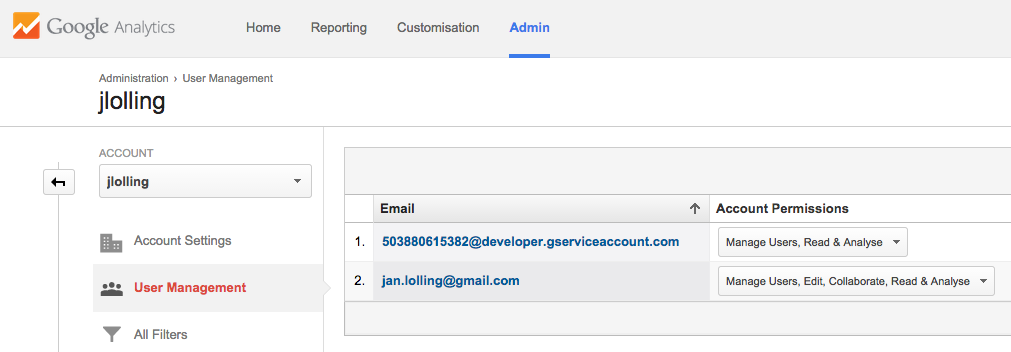 Google Analytics
Home Reporting Customisation Admin
Administration › User Management
jlolling
ACCOUNT
jlolling
Account Settings
User Management
All Filters
Email Account Permissions
1. 503880615382@developer.gserviceaccount.com Manage Users, Read & Analyse
2. jan.lolling@gmail.com Manage Users, Edit, Collaborate, Read & Analyse